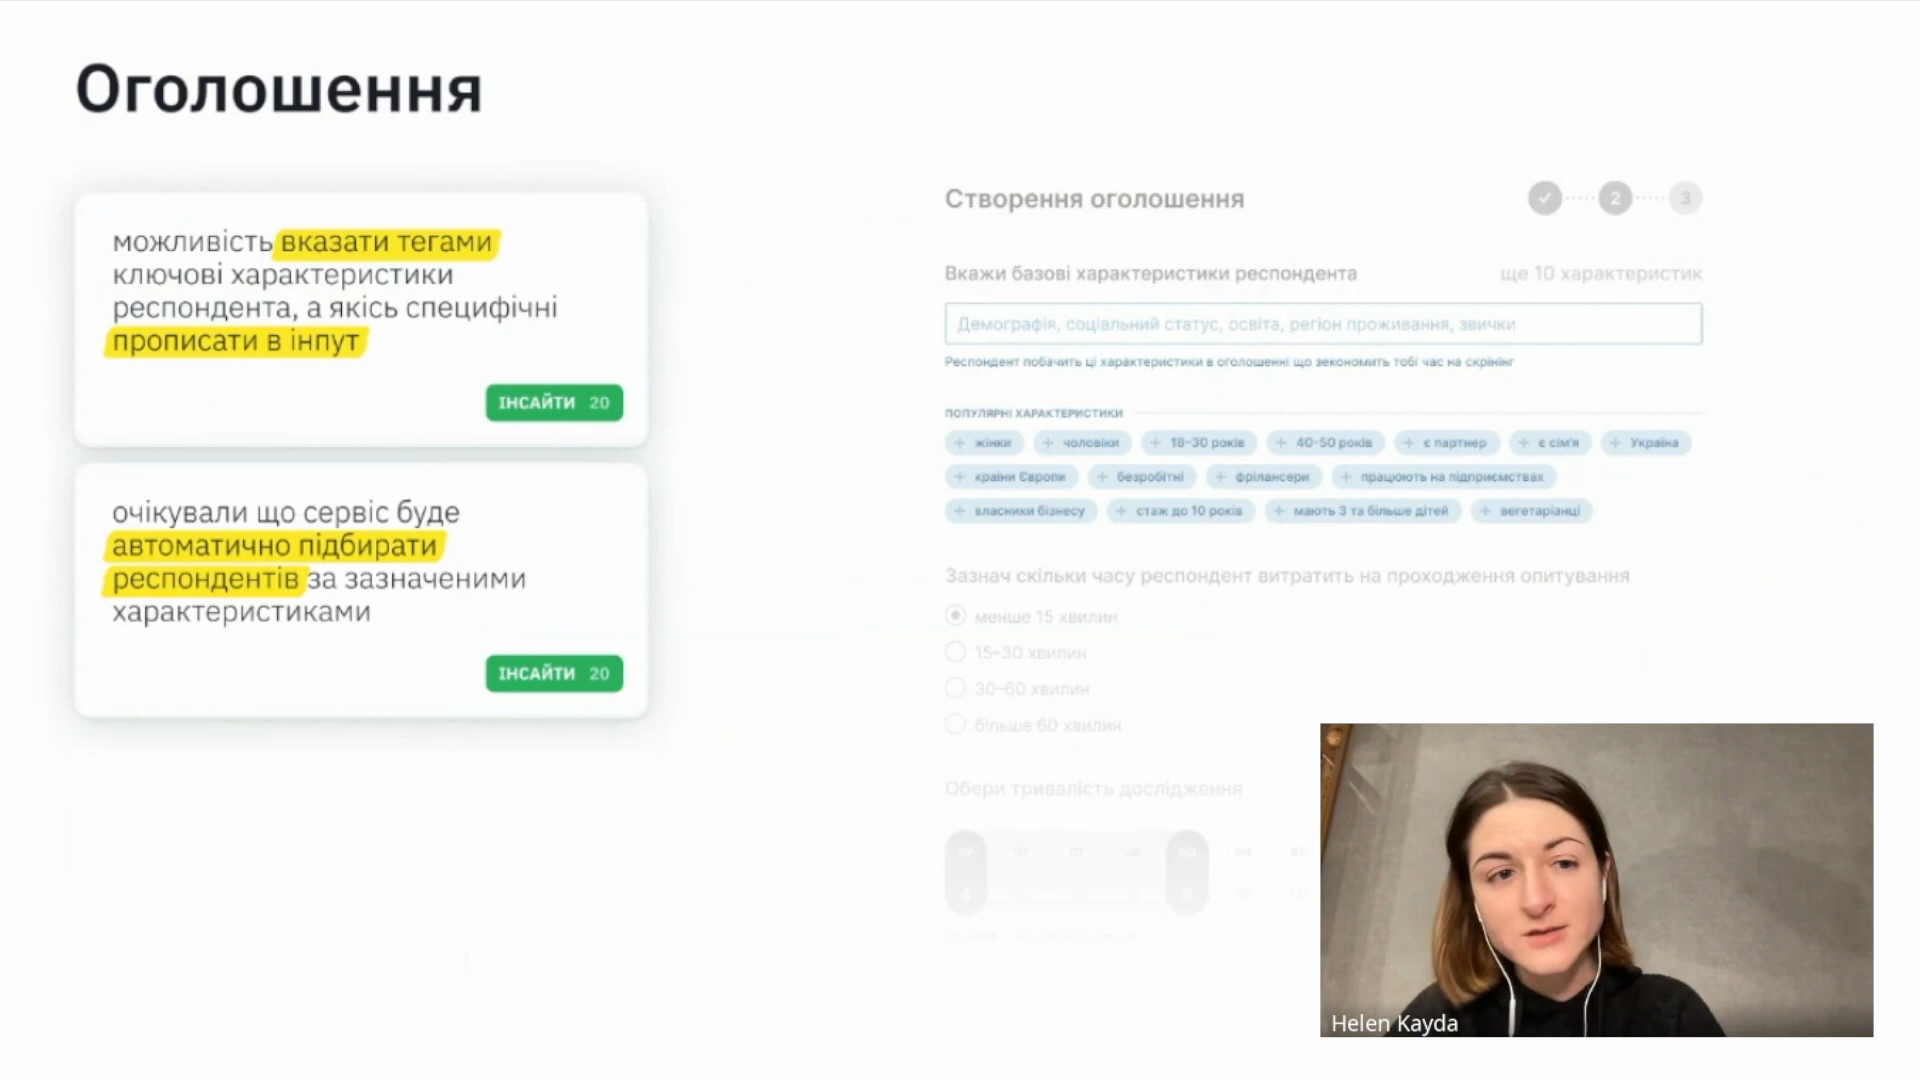 Оголошення
можливість вказати тегами
ключові характеристики
респондента, а якісь специфічні
прописати в інпут
ІНСАЙТИ 20
очікували що сервіс буде
автоматично підбирати
респондентів за зазначеними
характеристиками
ІНСАЙТИ 20
Створення оголошення
2 3
Вкажи базові характеристики респондента ще 10 характеристик
Демографія, соціальний статус, освіта, регіон проживання, звички
Респондент побачить ці характеристики в оголошенні що зекономить тобі час на скрінінг
ПОПУЛЯРНІ ХАРАКТЕРИСТИКИ
+ жінки + чоловіки + 18-30 років + 40-50 років + є партнер + є сім'я + Україна
+ країни Європи + безробітні + фрілансери + працюють на підприємствах
+ власники бізнесу + стаж до 10 років + мають 3 та більше дітей + вегетаріанці
Зазнач скільки часу респондент витратить на проходження опитування
менше 15 хвилин
15–30 хвилин
30–60 хвилин
більше 60 хвилин
Обери тривалість дослідження
Helen Kayda